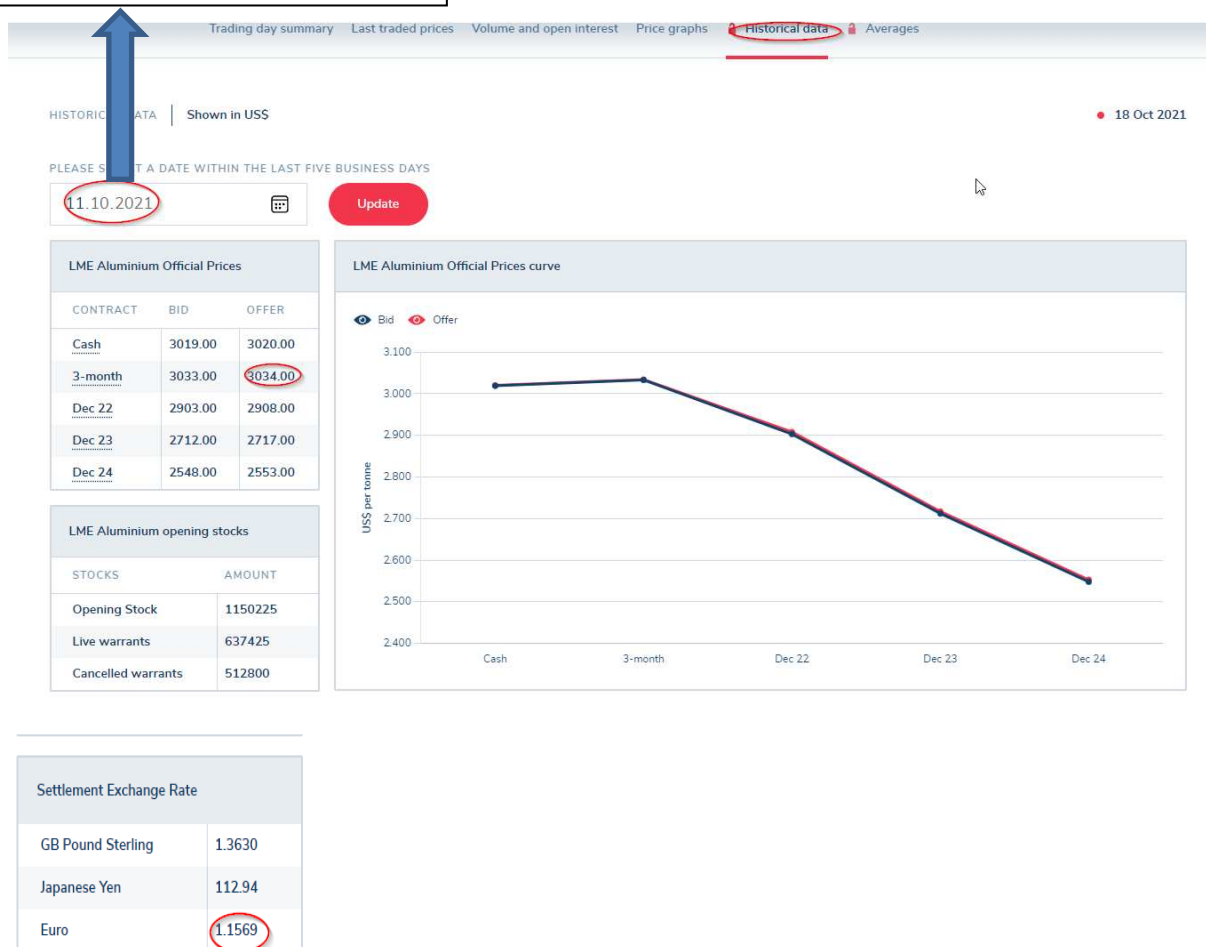 Trading day summary Last traded prices Volume and open interest Price graphs Historical data Averages
HISTORIC ATA Shown in US$ 18 Oct 2021
PLEASE S T A DATE WITHIN THE LAST FIVE BUSINESS DAYS
11.10.2021 Update
LME Aluminium Official Prices
CONTRACT BID OFFER
Cash 3019.00 3020.00
3-month 3033.00 3034.00
Dec 22 2903.00 2908.00
Dec 23 2712.00 2717.00
Dec 24 2548.00 2553.00
LME Aluminium opening stocks
STOCKS AMOUNT
Opening Stock 1150225
Live warrants 637425
Cancelled warrants 512800
LME Aluminium Official Prices curve
Bid Offer
3.100
3.000
2.900
2.800
2.700
2.600
2.500
2.400
US$ per tonne
Cash 3-month Dec 22 Dec 23 Dec 24
Settlement Exchange Rate
GB Pound Sterling 1.3630
Japanese Yen 112.94
Euro 1.1569